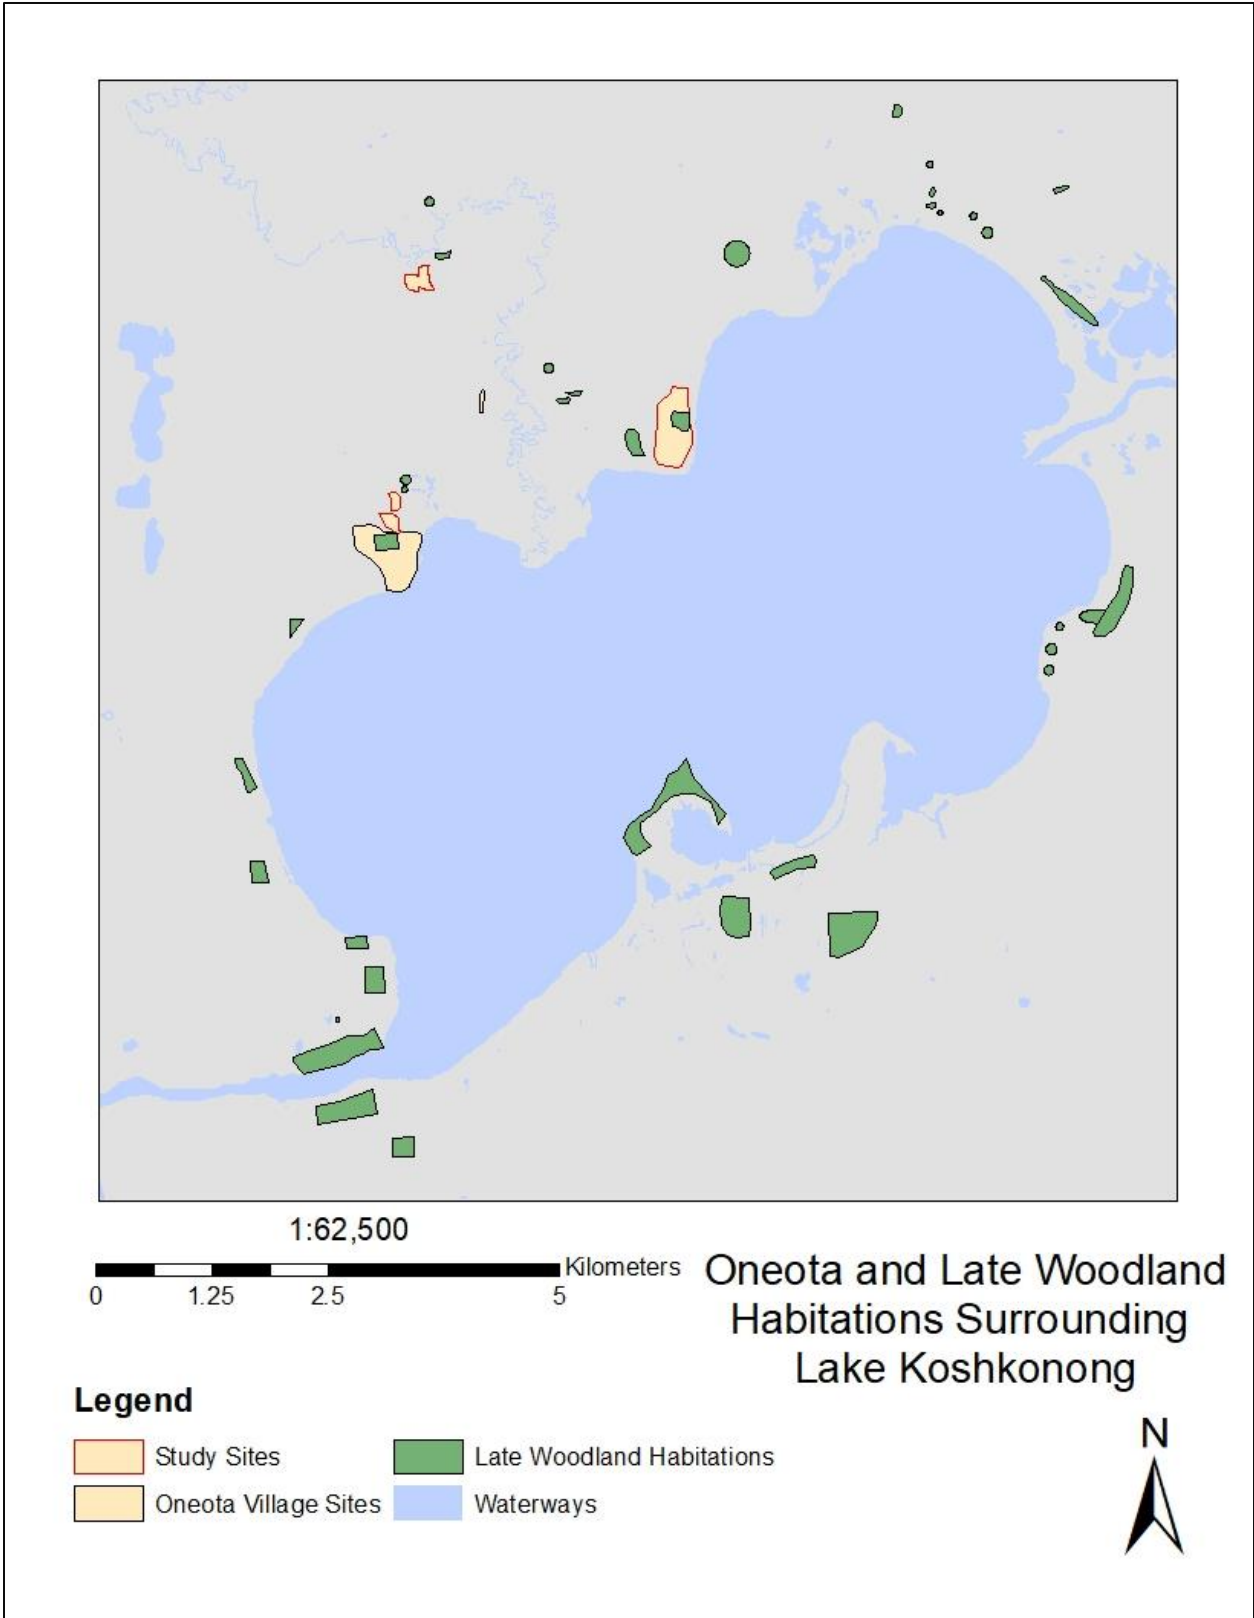 1:62,500
Kilometers
0 1.25 2.5 5
Oneota and Late Woodland
Habitations Surrounding
Lake Koshkonong
Legend
Study Sites
Late Woodland Habitations
Oneota Village Sites
Waterways
N